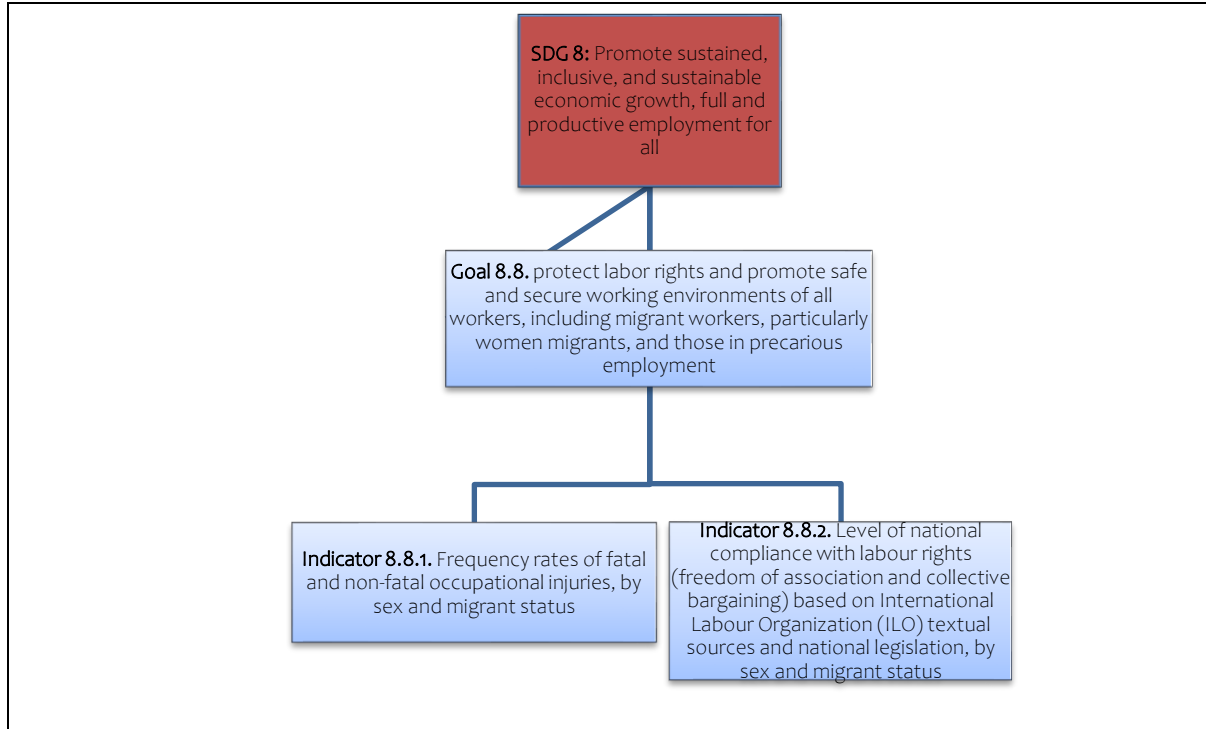 SDG 8: Promote sustained,
inclusive, and sustainable
economic growth, full and
productive employment for
all
Goal 8.8. protect labor rights and promote safe
and secure working environments of all
workers, including migrant workers, particularly
women migrants, and those in precarious
employment
Indicator 8.8.1. Frequency rates of fatal
and non-fatal occupational injuries, by
sex and migrant status
Indicator 8.8.2. Level of national
compliance with labour rights
(freedom of association and collective
bargaining) based on International
Labour Organization (ILO) textual
sources and national legislation, by
sex and migrant status